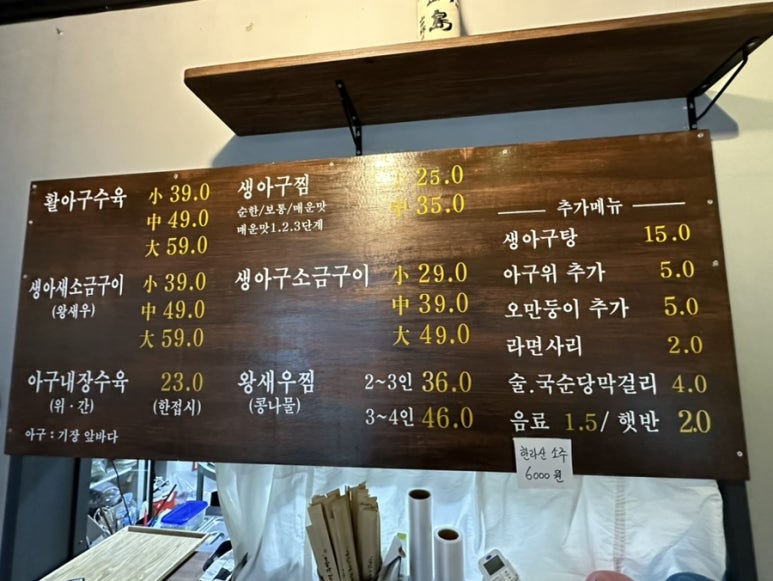 島
활아구수육 小 39.0
中 49.0
大 59.0
생아구찜 小 25.0
순한/보통/매운맛 中 35.0
매운맛1.2.3단계
생아새소금구이 小 39.0
(왕새우) 中 49.0
大 59.0
생아구소금구이 小 29.0
中 39.0
大 49.0
아구내장수육 23.0
(위·간) (한접시)
왕새우찜 2~3인 36.0
(콩나물) 3~4인 46.0
아구 : 기장 앞바다
추가메뉴
생아구탕 15.0
아구위 추가 5.0
오만둥이 추가 5.0
라면사리 2.0
술.국순당막걸리 4.0
음료 1.5/ 햇반 2.0
한라산 소주
6000원